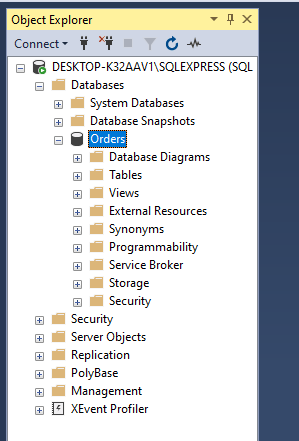 Object Explorer
Connect
DESKTOP-K32AAV1\SQLEXPRESS (SQL
Databases
System Databases
Database Snapshots
Orders
Database Diagrams
Tables
Views
External Resources
Synonyms
Programmability
Service Broker
Storage
Security
Security
Server Objects
Replication
PolyBase
Management
XEvent Profiler